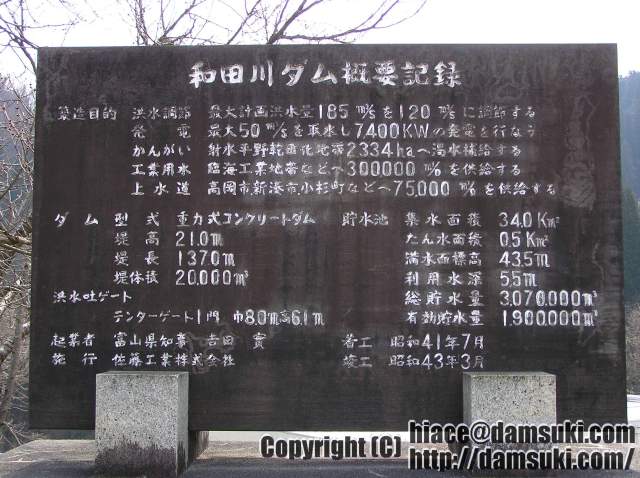 和田川ダム概要記録
築造目的 洪水調節 最大計画洪水量185㎥/sを120㎥/sに調節する
発電 最大50㎥/sを取水し7,400KWの発電を行なう
かんがい 射水平野乾田化地域2334haへ湯水補給する
工業用水 臨海工業地帯などへ300000㎥/dを供給する
上水道 高岡市新湊市小杉町などへ75,000㎥/dを供給する
ダム型式 重力式コンクリートダム
堤高 21.0m
堤長 137.0m
堤体積 20,000m³
洪水吐ゲート
テンターゲート1門 巾8.0m高6.1m
貯水池 集水面積 34.0Km²
たん水面積 0.5Km²
満水面標高 43.5m
利用水深 5.5m
総貯水量 3,070,000m³
有効貯水量 1,900,000m³
起業者 富山県知事 吉田 實
施行 佐藤工業株式会社
着工 昭和41年7月
竣工 昭和43年3月
Copyright (C) hiace@damsuki.com
http://damsuki.com/